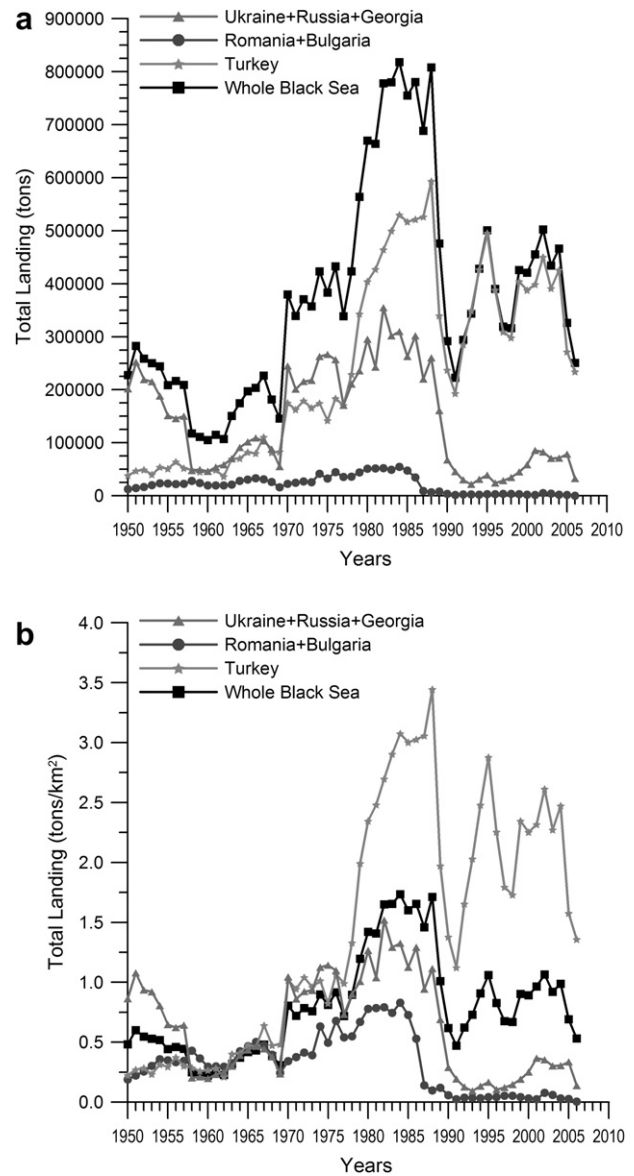 a
Ukraine+Russia+Georgia
Romania+Bulgaria
Turkey
Whole Black Sea
900000
800000
700000
600000
500000
400000
300000
200000
100000
0
Total Landing (tons)
1950 1955 1960 1965 1970 1975 1980 1985 1990 1995 2000 2005 2010
Years
b
Ukraine+Russia+Georgia
Romania+Bulgaria
Turkey
Whole Black Sea
4.0
3.5
3.0
2.5
2.0
1.5
1.0
0.5
0.0
Total Landing (tons/km²)
1950 1955 1960 1965 1970 1975 1980 1985 1990 1995 2000 2005 2010
Years